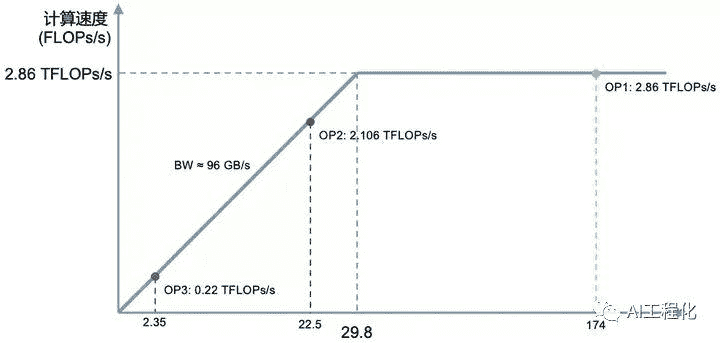 计算速度
(FLOPs/s)
2.86 TFLOPs/s
OP1: 2.86 TFLOPs/s
OP2: 2.106 TFLOPs/s
BW ≈ 96 GB/s
OP3: 0.22 TFLOPs/s
2.35
22.5
29.8
174
AI工程化